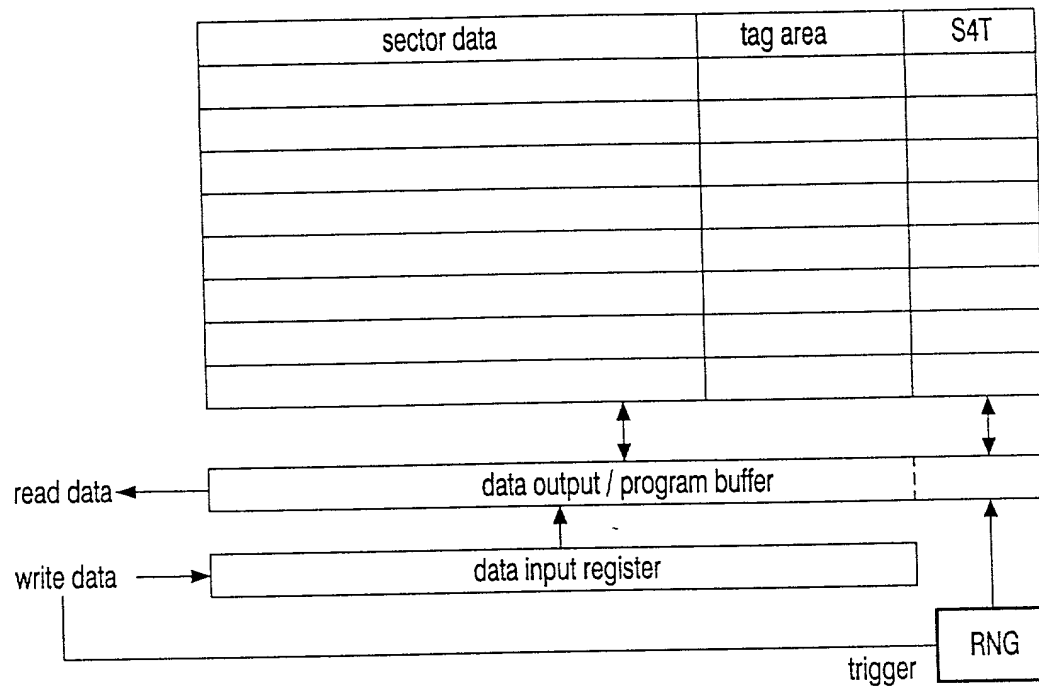 sector data
tag area
S4T
data output / program buffer
read data
data input register
write data
RNG
trigger